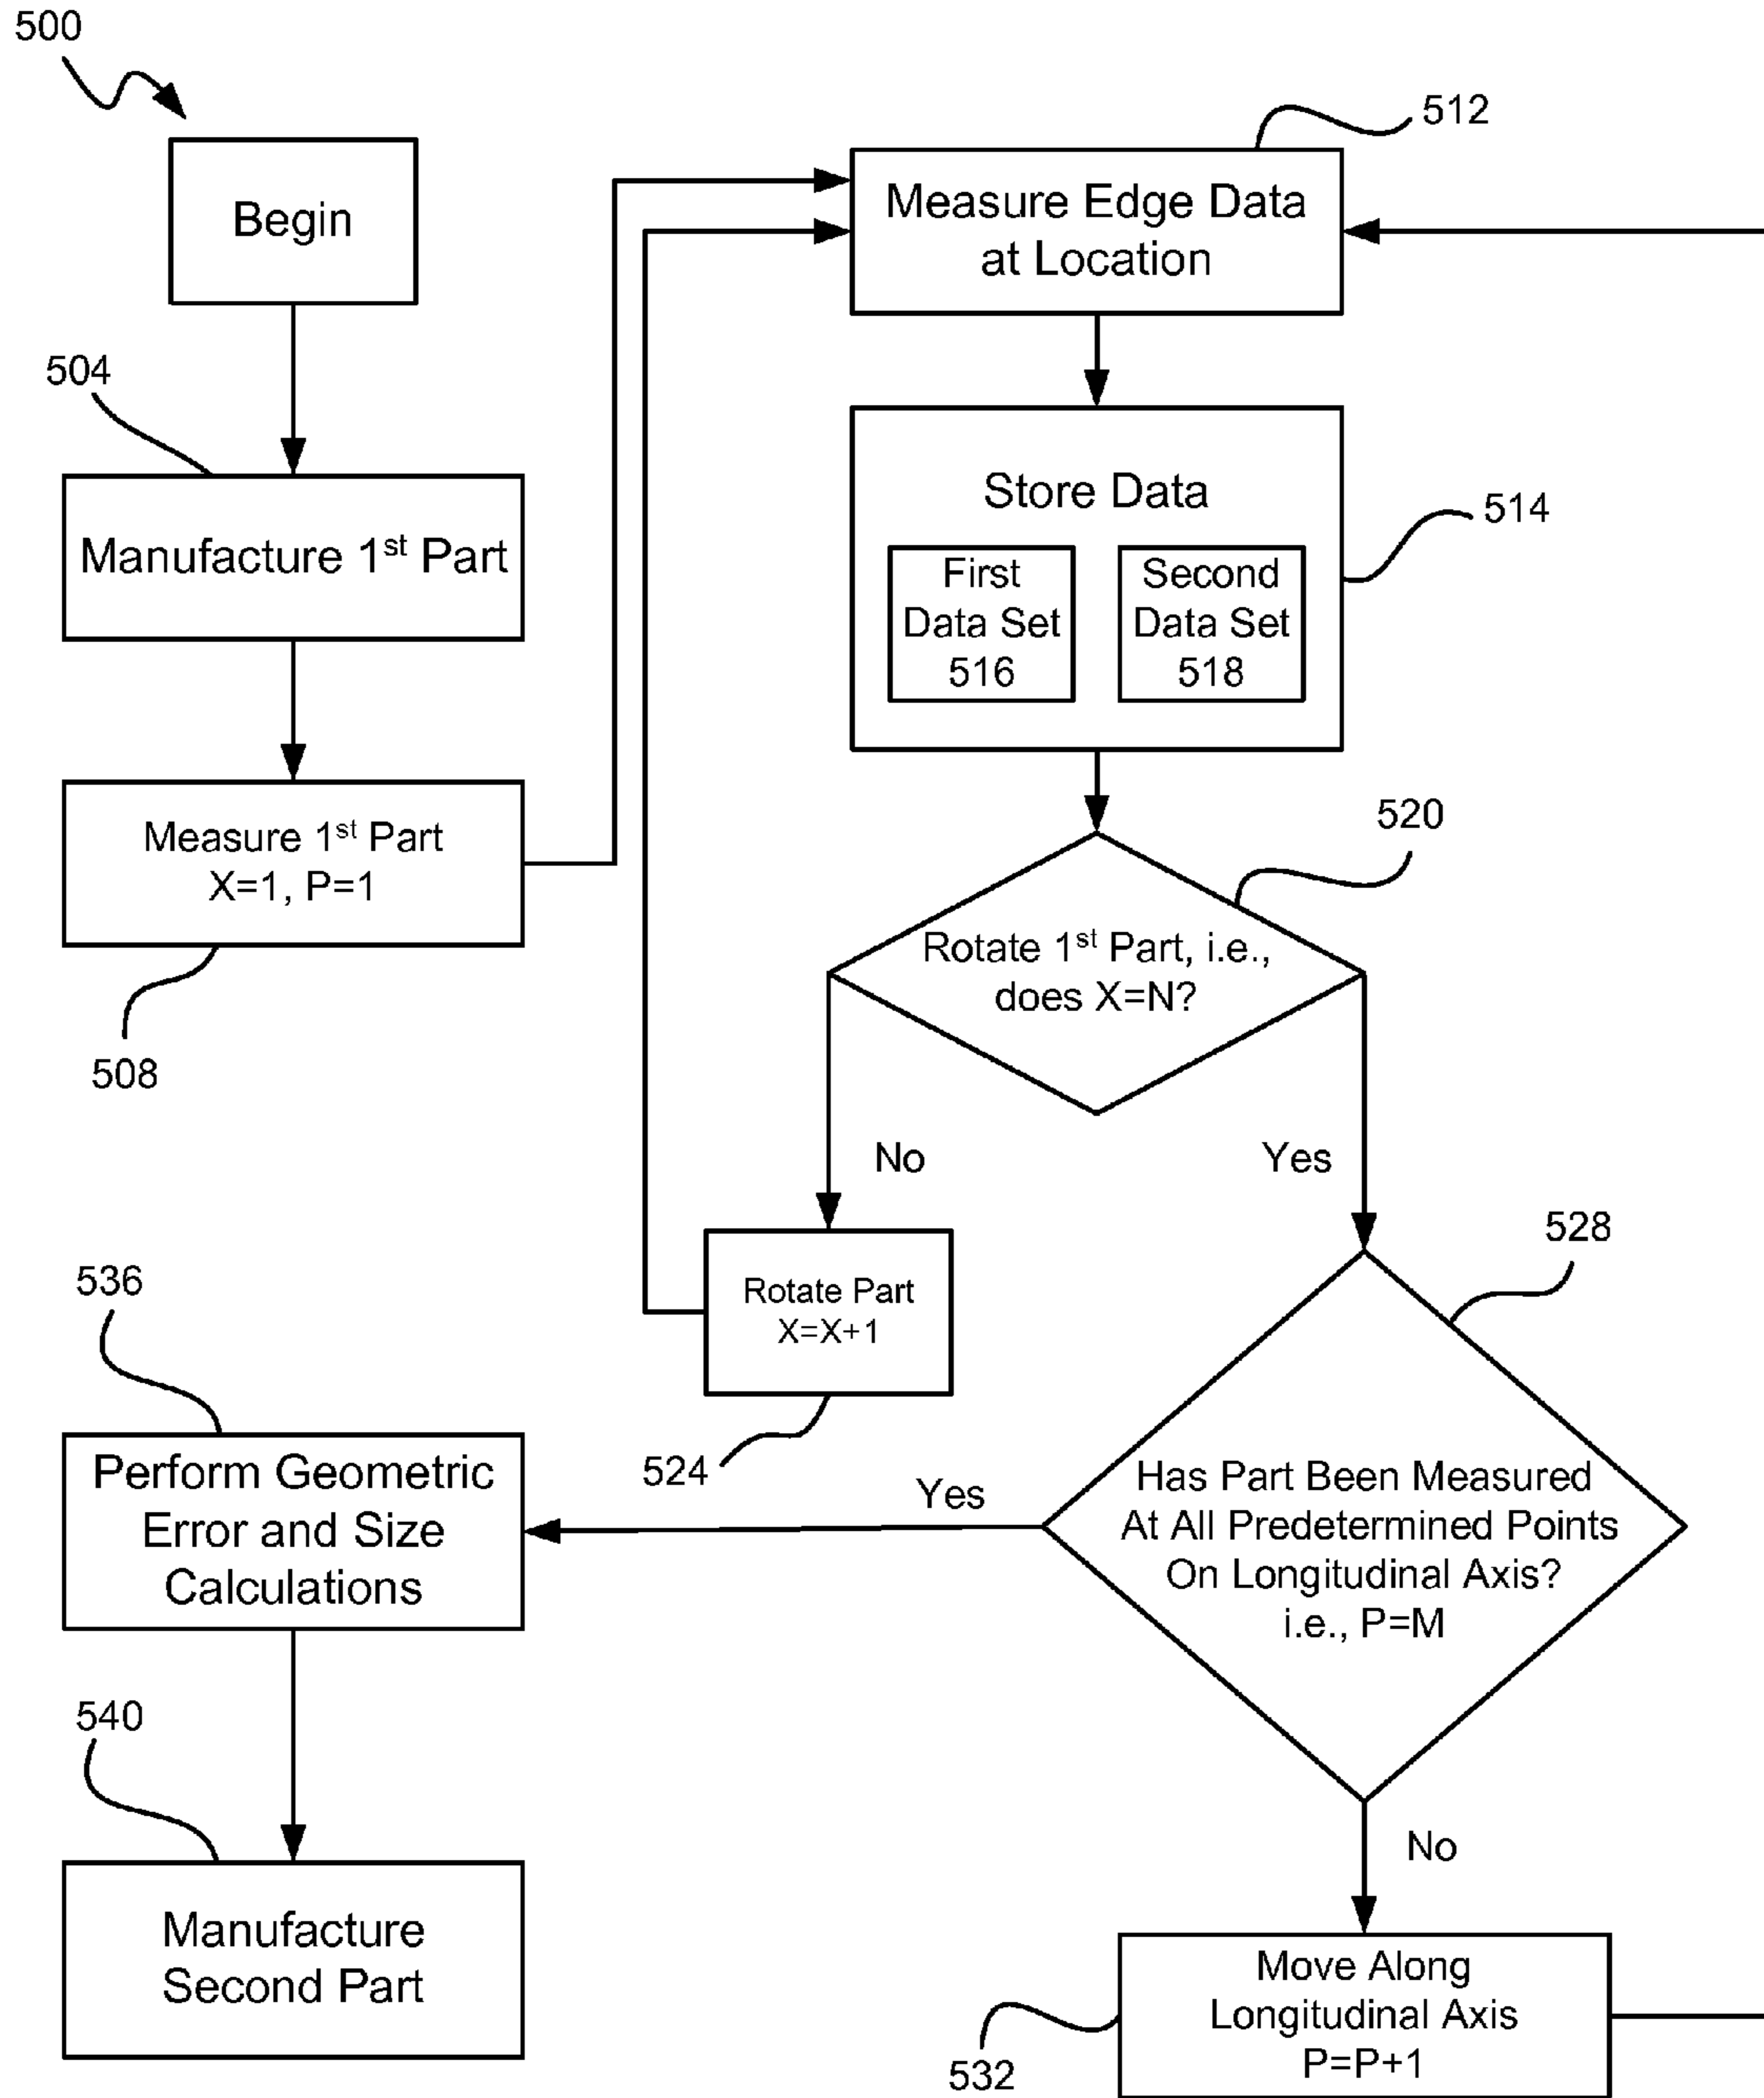 500
Begin
504
Manufacture 1st Part
Measure 1st Part
X=1, P=1
508
512
Measure Edge Data
at Location
Store Data
514
First
Data Set
516
Second
Data Set
518
520
Rotate 1st Part, i.e.,
does X=N?
No
Yes
Rotate Part
X=X+1
524
528
Has Part Been Measured
At All Predetermined Points
On Longitudinal Axis?
i.e., P=M
Yes
No
536
Perform Geometric
Error and Size
Calculations
540
Manufacture
Second Part
Move Along
Longitudinal Axis
P=P+1
532